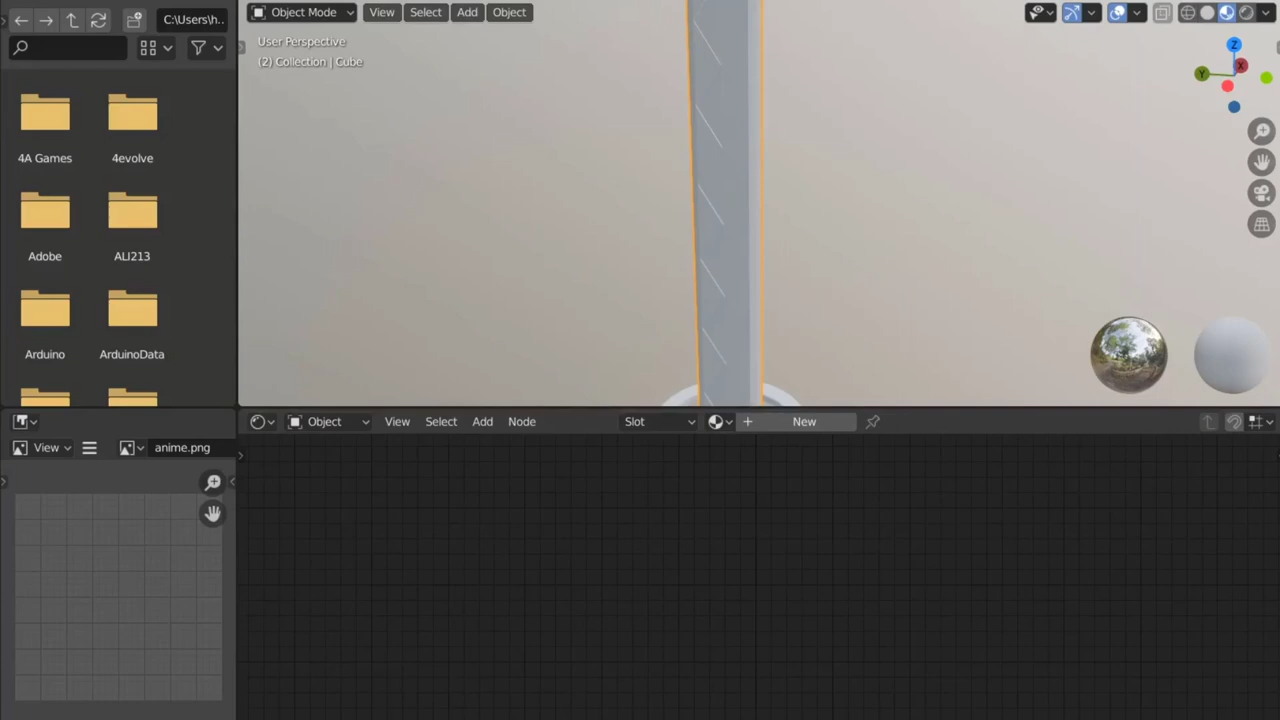 C:\Users\h..
Object Mode View Select Add Object
User Perspective
(2) Collection | Cube
Z
Y
X
4A Games 4evolve
Adobe ALI213
Arduino ArduinoData
Object View Select Add Node Slot New
View anime.png